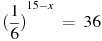 (1/6)^{15-x} = 36